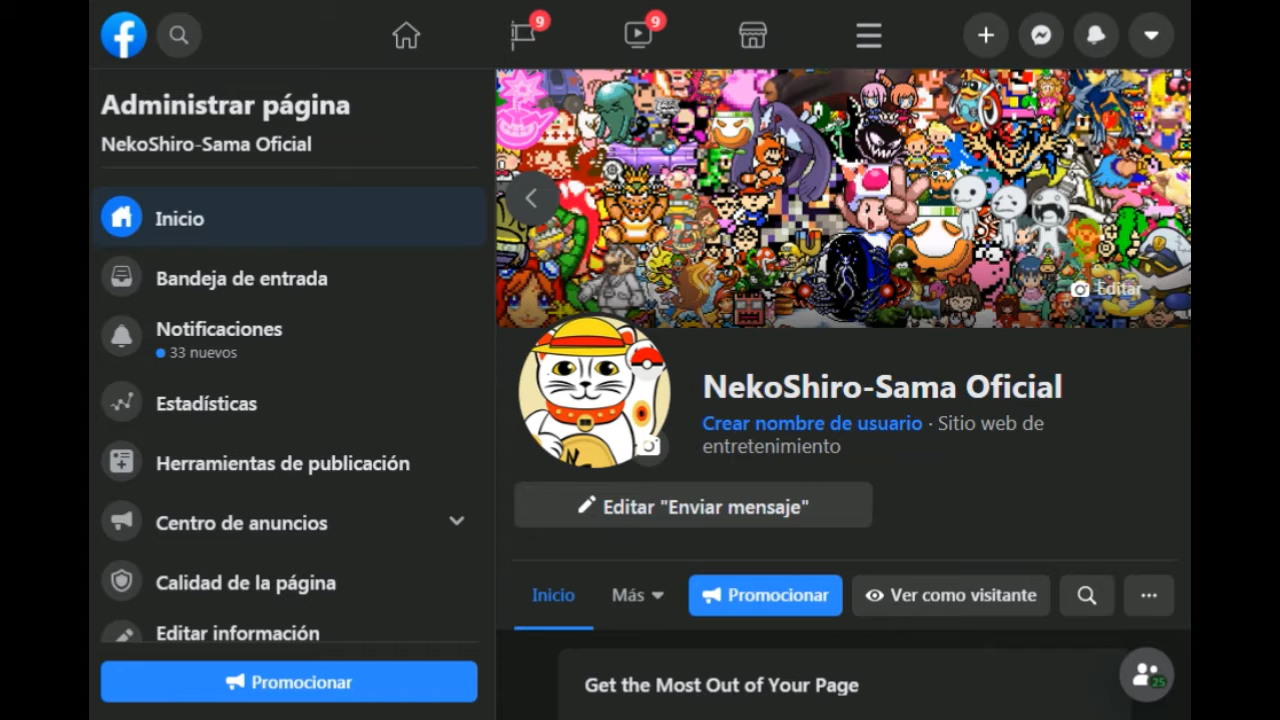 9
9
Administrar página
NekoShiro-Sama Oficial
Inicio
Bandeja de entrada
Notificaciones
33 nuevos
Estadísticas
Herramientas de publicación
Centro de anuncios
Calidad de la página
Editar información
Promocionar
Editar
NekoShiro-Sama Oficial
Crear nombre de usuario · Sitio web de
entretenimiento
Editar "Enviar mensaje"
Inicio
Más
Promocionar
Ver como visitante
Get the Most Out of Your Page
25